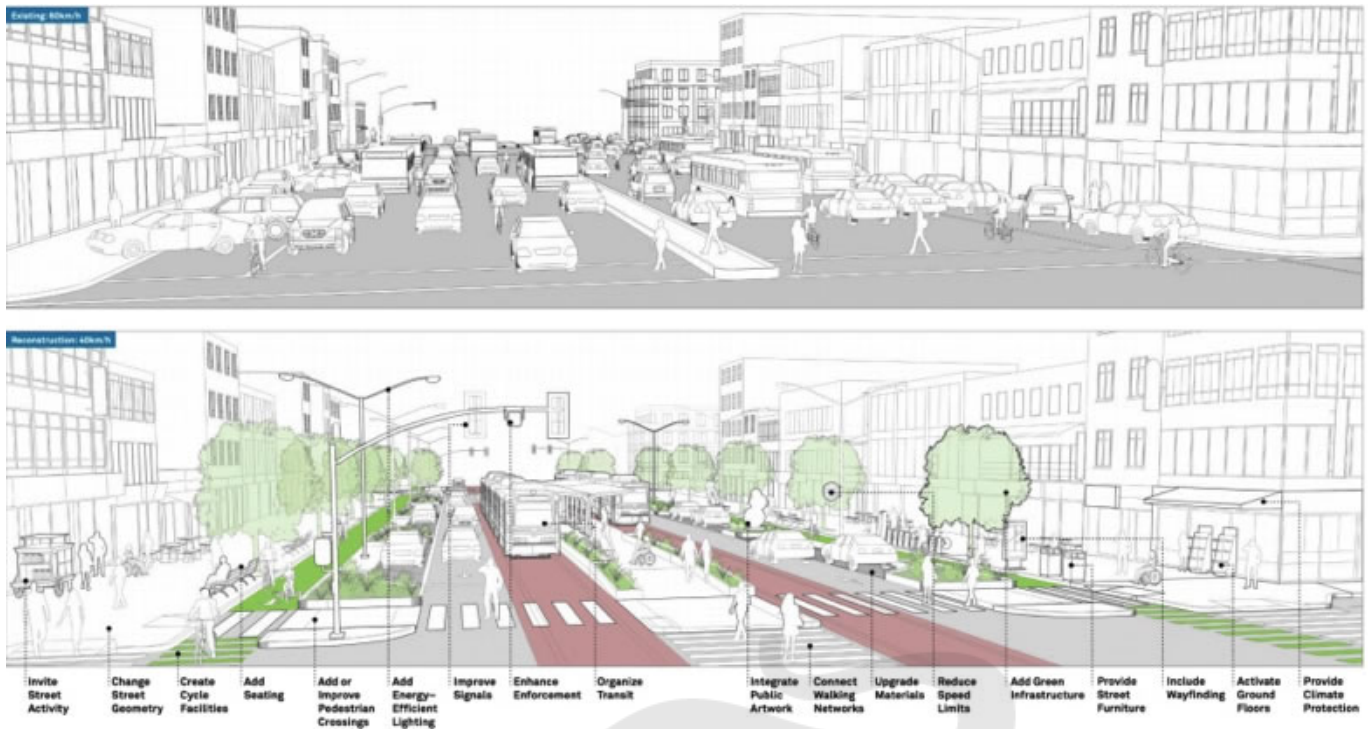 Existing: 60km/h
Reconstruction: 40km/h
Invite
Street
Activity
Change
Street
Geometry
Create
Cycle
Facilities
Add
Seating
Add or
Improve
Pedestrian
Crossings
Add
Energy–
Efficient
Lighting
Improve
Signals
Enhance
Enforcement
Organize
Transit
Integrate
Public
Artwork
Connect
Walking
Networks
Upgrade
Materials
Reduce
Speed
Limits
Add Green
Infrastructure
Provide
Street
Furniture
Include
Wayfinding
Activate
Ground
Floors
Provide
Climate
Protection